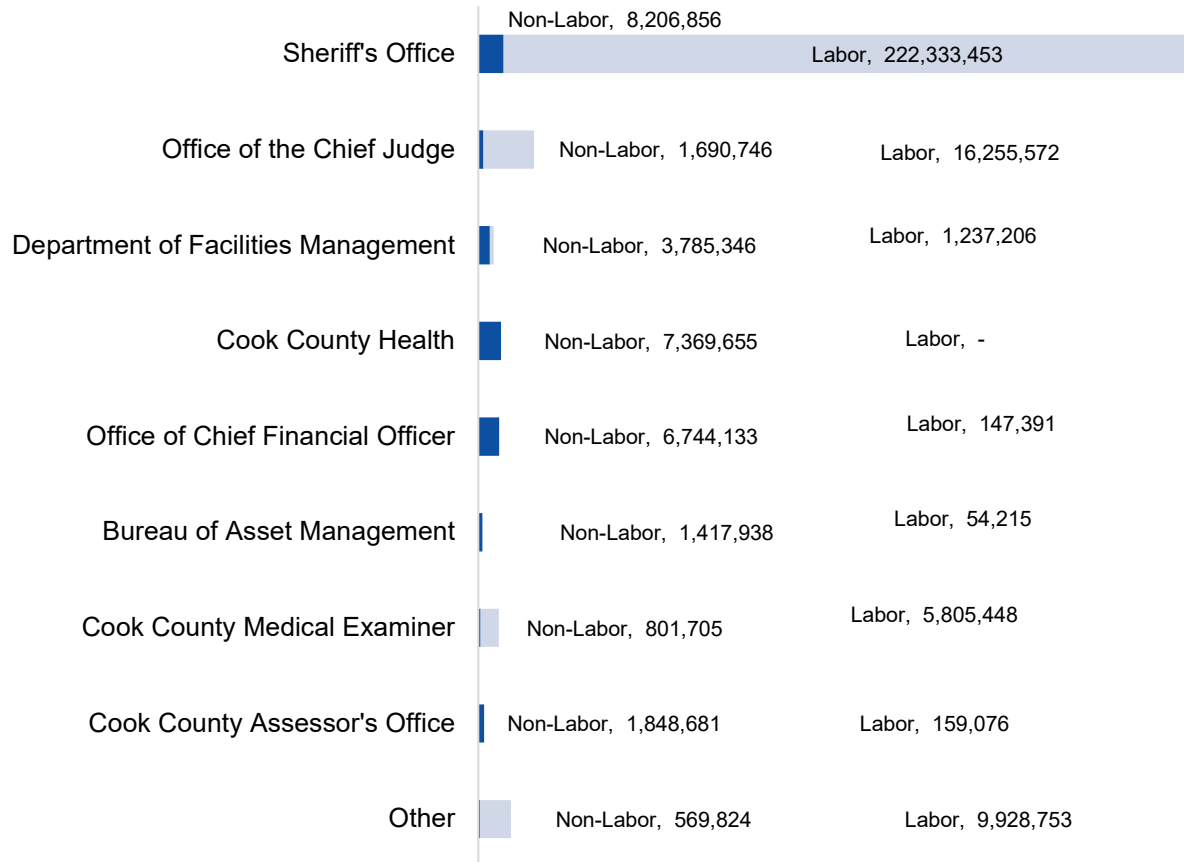 Non-Labor, 8,206,856
Sheriff's Office
Labor, 222,333,453
Office of the Chief Judge
Non-Labor, 1,690,746
Labor, 16,255,572
Department of Facilities Management
Non-Labor, 3,785,346
Labor, 1,237,206
Cook County Health
Non-Labor, 7,369,655
Labor, -
Office of Chief Financial Officer
Non-Labor, 6,744,133
Labor, 147,391
Bureau of Asset Management
Non-Labor, 1,417,938
Labor, 54,215
Cook County Medical Examiner
Non-Labor, 801,705
Labor, 5,805,448
Cook County Assessor's Office
Non-Labor, 1,848,681
Labor, 159,076
Other
Non-Labor, 569,824
Labor, 9,928,753